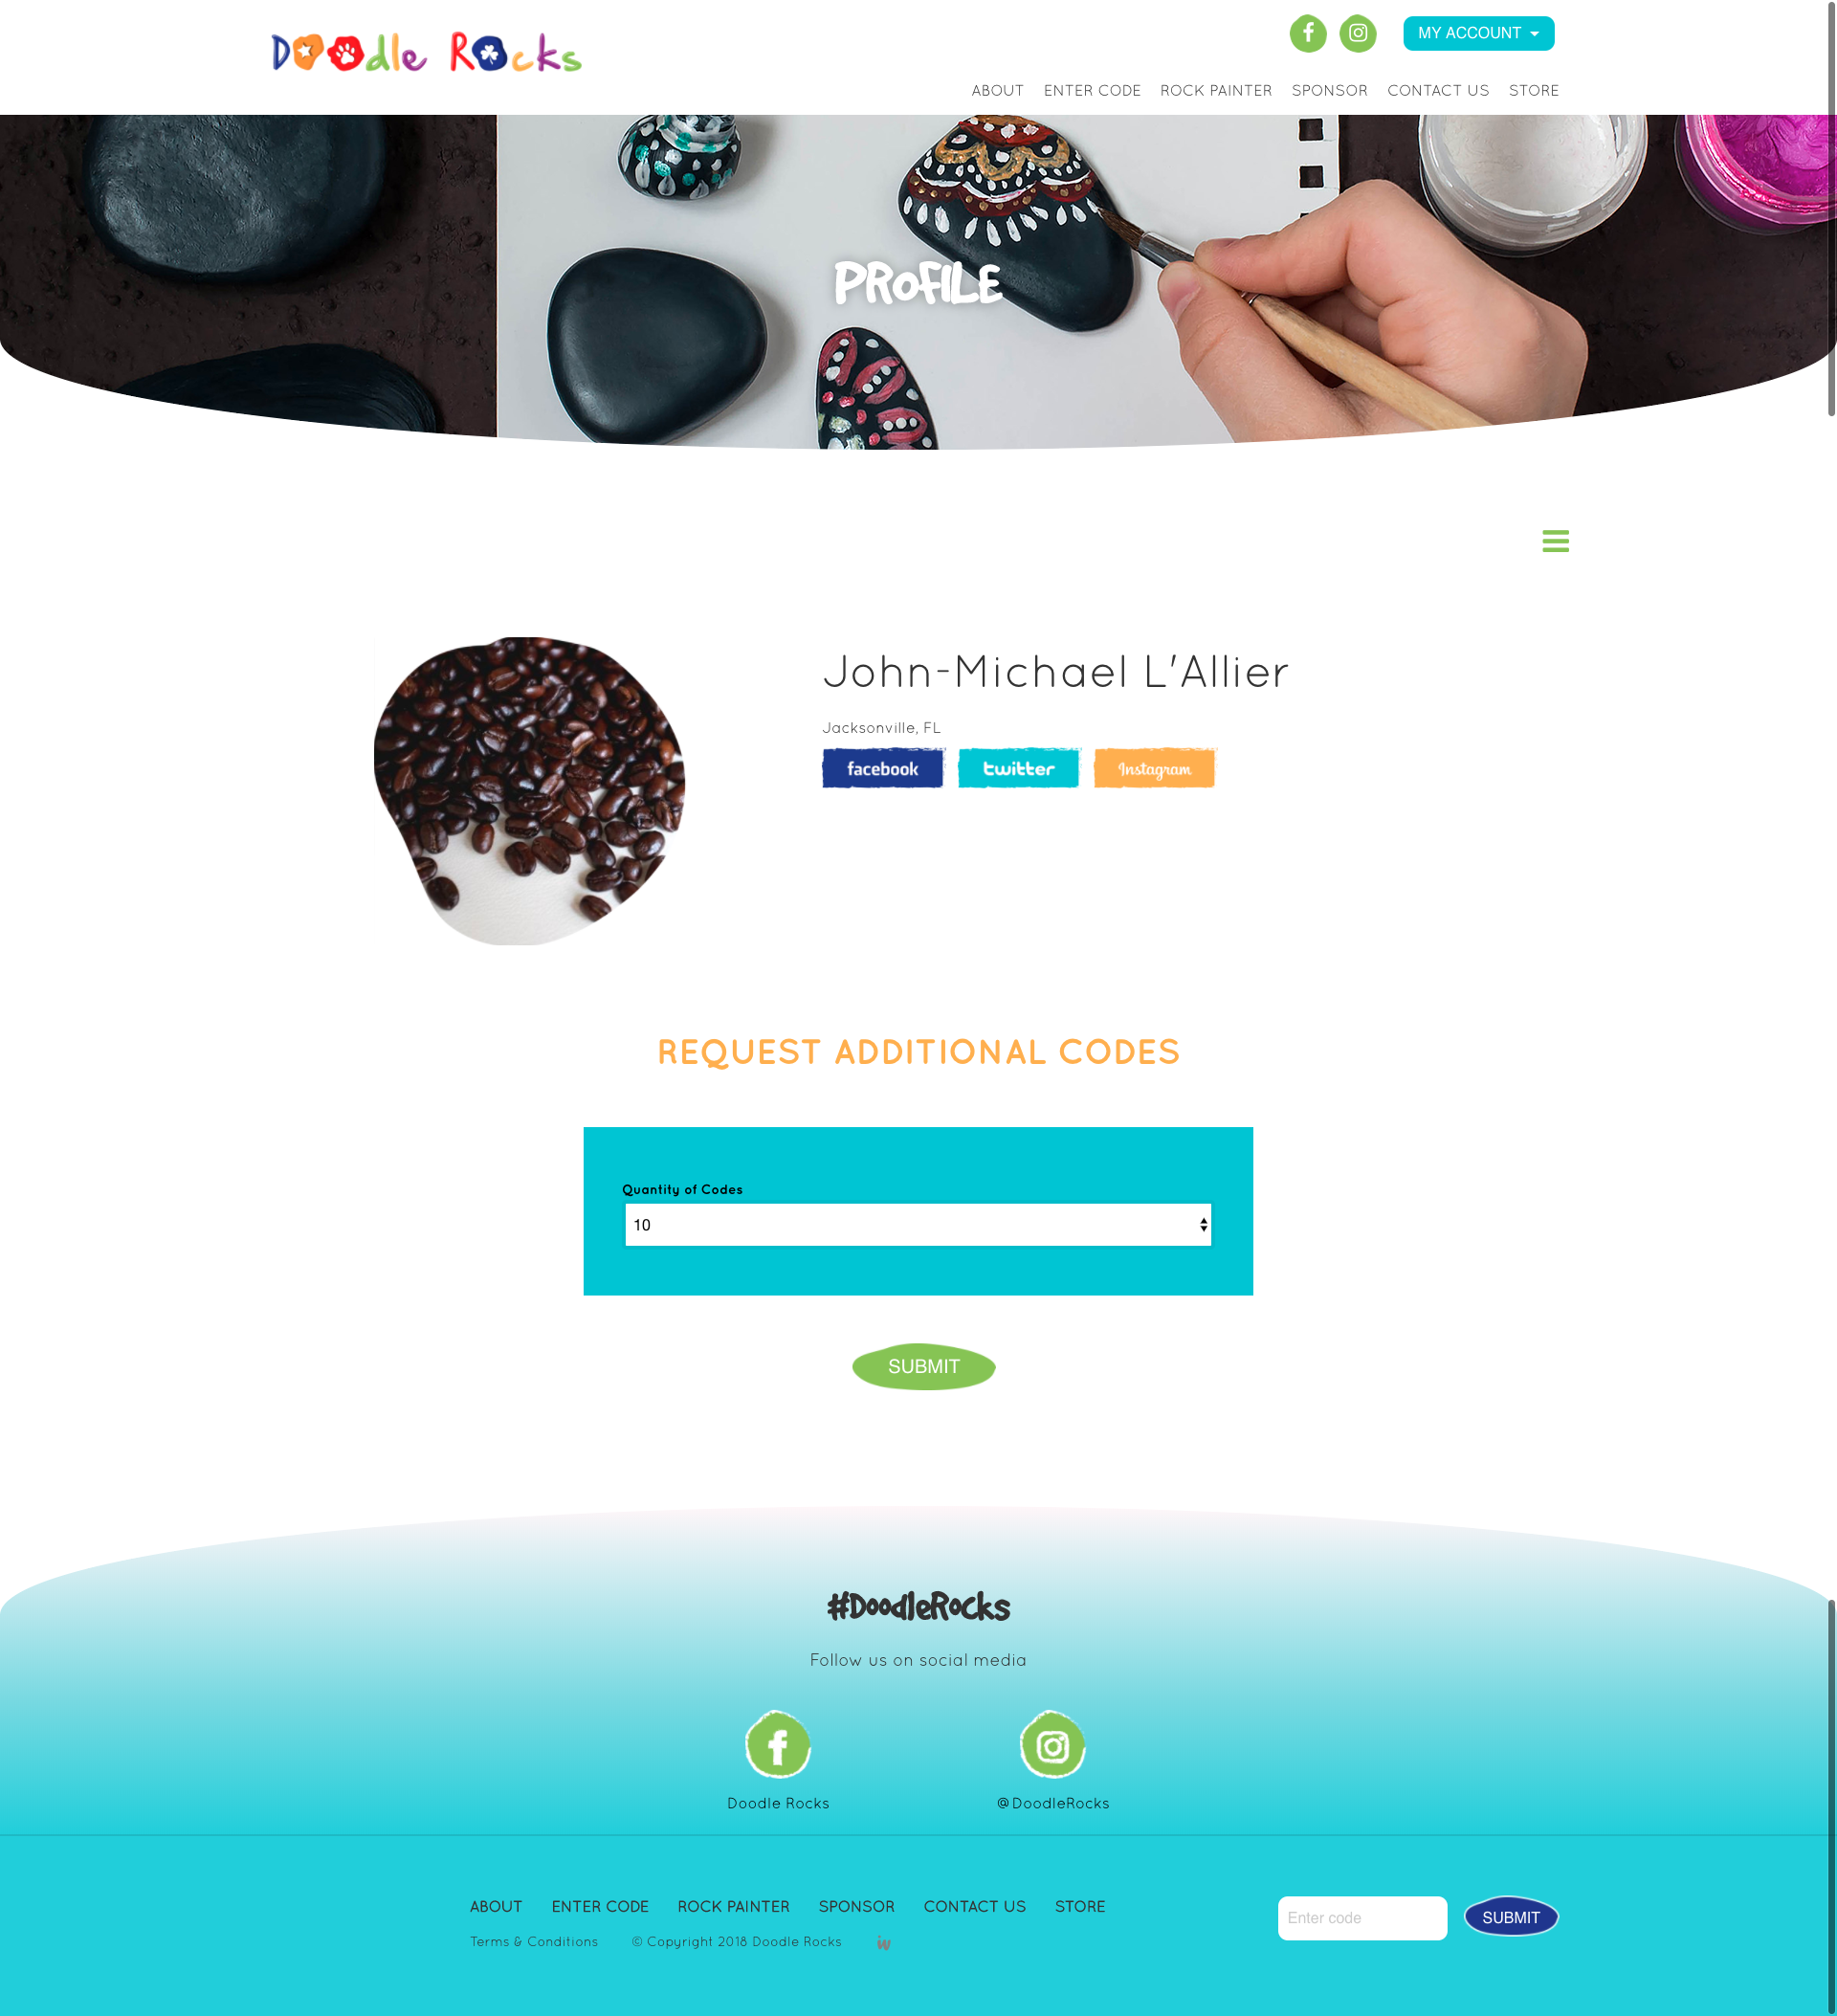 Doodle Rocks
MY ACCOUNT
ABOUT ENTER CODE ROCK PAINTER SPONSOR CONTACT US STORE
PROFILE
John-Michael L'Allier
Jacksonville, FL
facebook twitter Instagram
REQUEST ADDITIONAL CODES
Quantity of Codes
10
SUBMIT
#DoodleRocks
Follow us on social media
Doodle Rocks @DoodleRocks
ABOUT ENTER CODE ROCK PAINTER SPONSOR CONTACT US STORE
Enter code SUBMIT
Terms & Conditions © Copyright 2018 Doodle Rocks iw